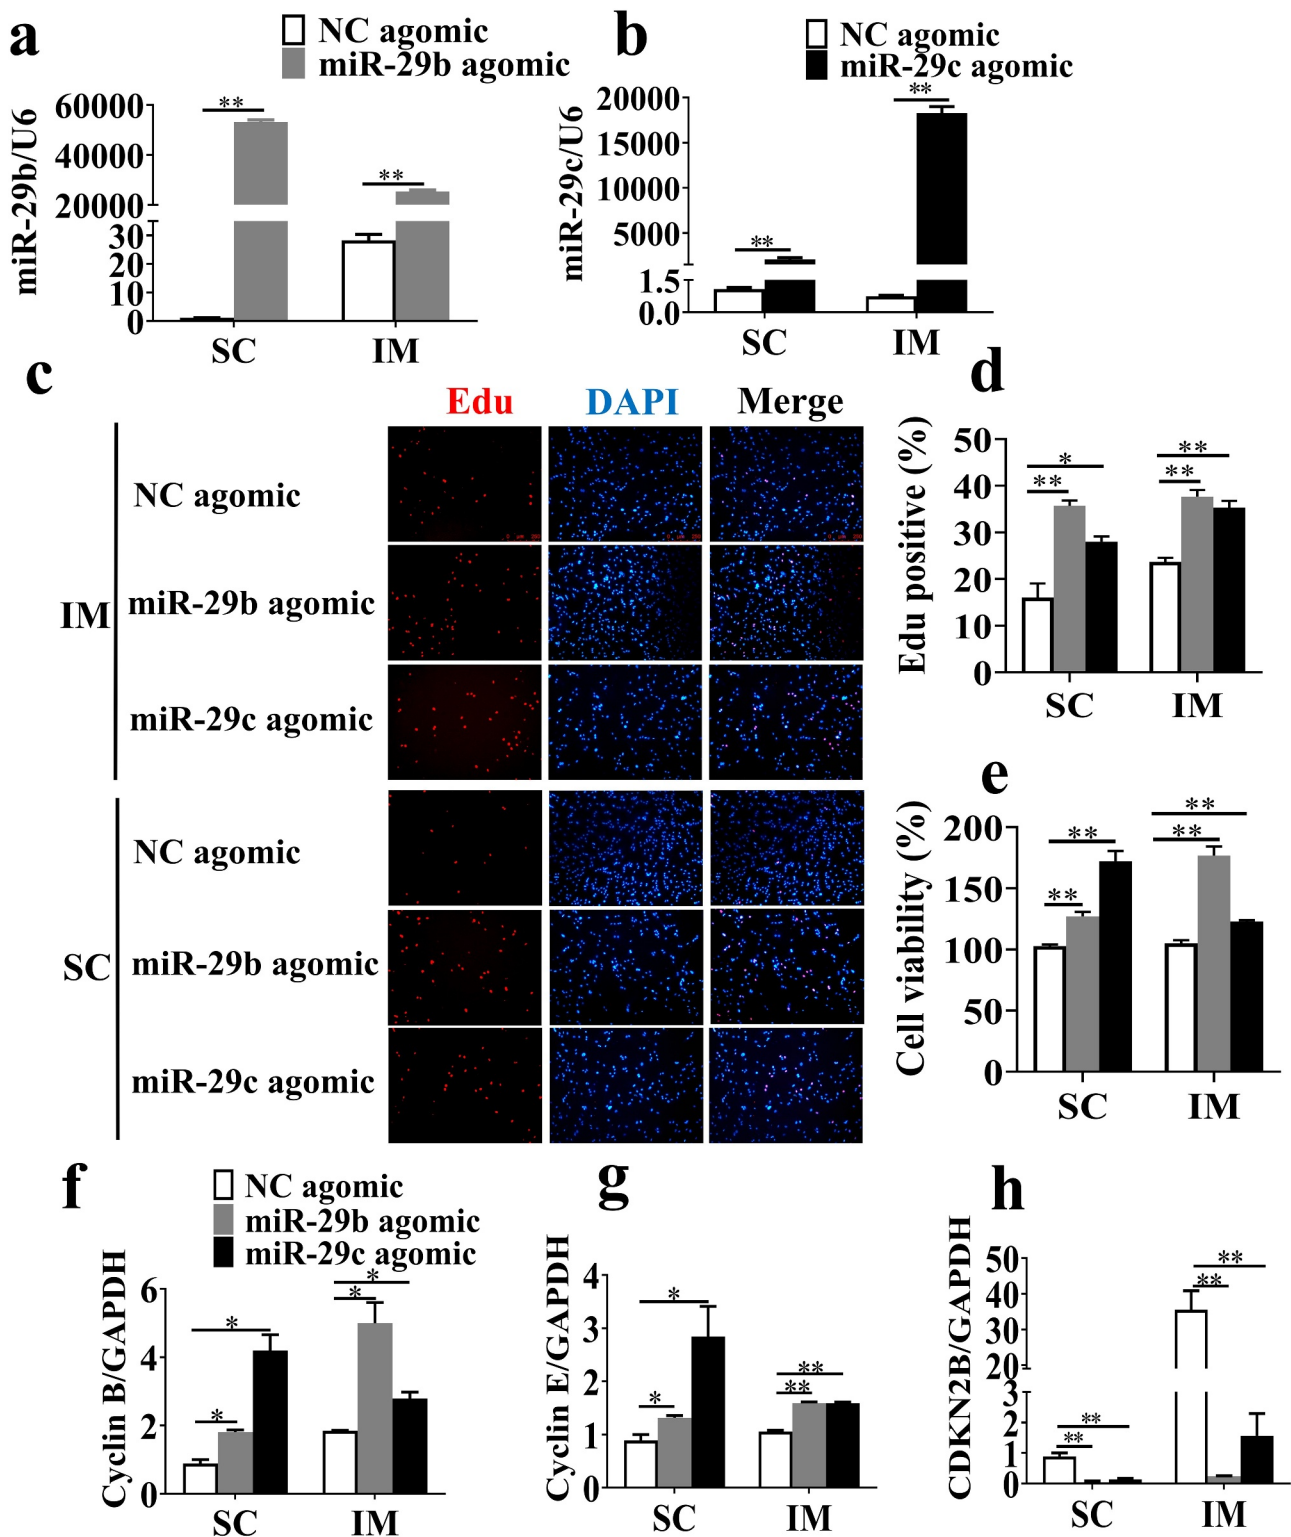 a
NC agomic
miR-29b agomic
miR-29b/U6
60000
40000
20000
30
20
10
0
**
**
SC
IM
b
NC agomic
miR-29c agomic
miR-29c/U6
20000
15000
10000
5000
1.5
0.0
**
**
SC
IM
c
Edu
DAPI
Merge
IM
NC agomic
miR-29b agomic
miR-29c agomic
SC
NC agomic
miR-29b agomic
miR-29c agomic
d
Edu positive (%)
50
40
30
20
10
0
*
**
**
**
SC
IM
e
Cell viability (%)
200
150
100
50
0
**
**
**
**
SC
IM
f
NC agomic
miR-29b agomic
miR-29c agomic
Cyclin B/GAPDH
6
4
2
0
*
*
*
*
SC
IM
g
Cyclin E/GAPDH
4
3
2
1
0
*
*
**
**
SC
IM
h
CDKN2B/GAPDH
50
40
30
20
3
2
1
0
**
**
**
**
SC
IM